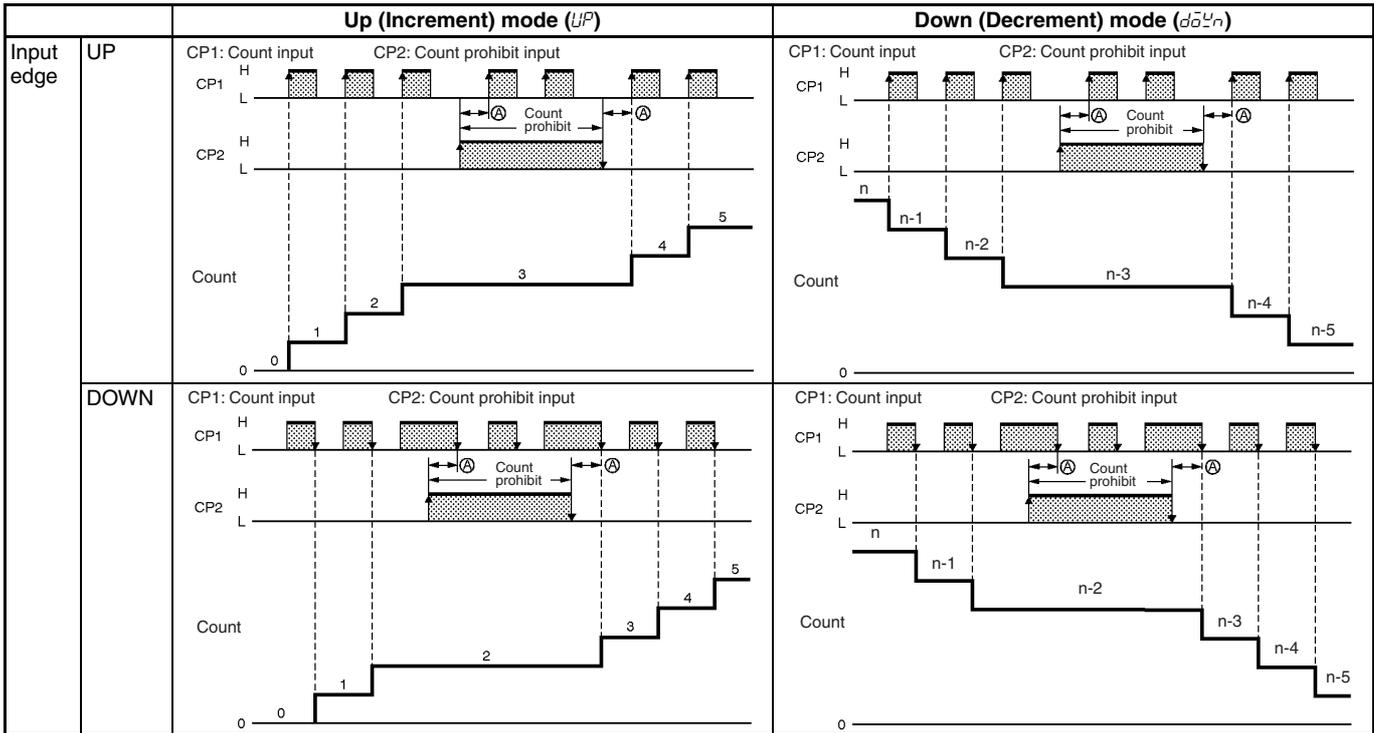 Up (Increment) mode (UP)
Down (Decrement) mode (doYn)
Input edge
UP
CP1: Count input CP2: Count prohibit input
H
CP1
L
A
Count prohibit
A
H
CP2
L
Count
0
0
1
2
3
4
5
CP1: Count input CP2: Count prohibit input
H
CP1
L
A
Count prohibit
A
H
CP2
L
n
n-1
n-2
n-3
n-4
n-5
Count
0
DOWN
CP1: Count input CP2: Count prohibit input
H
CP1
L
A
Count prohibit
A
H
CP2
L
Count
0
0
1
2
3
4
5
CP1: Count input CP2: Count prohibit input
H
CP1
L
A
Count prohibit
A
H
CP2
L
n
n-1
n-2
n-3
n-4
n-5
Count
0